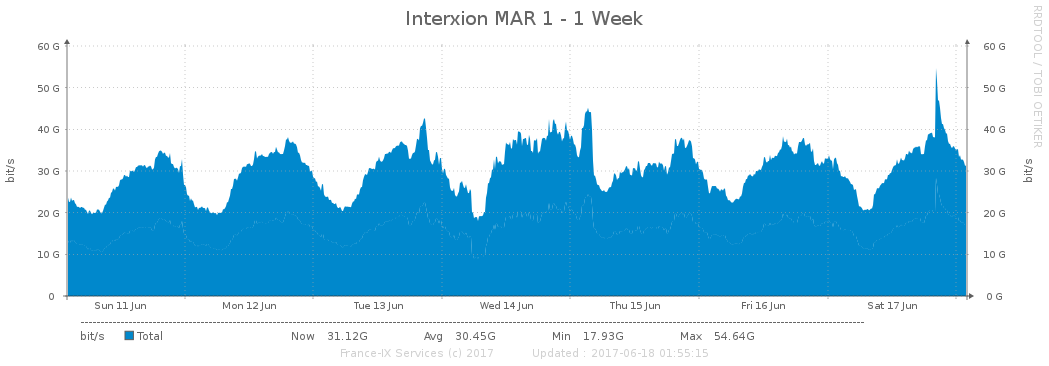 Interxion MAR 1 - 1 Week
RRDTOOL / TOBI OETIKER
bit/s
bit/s
60 G 60 G
50 G 50 G
40 G 40 G
30 G 30 G
20 G 20 G
10 G 10 G
0 0 G
Sun 11 Jun Mon 12 Jun Tue 13 Jun Wed 14 Jun Thu 15 Jun Fri 16 Jun Sat 17 Jun
bit/s Total Now 31.12G Avg 30.45G Min 17.93G Max 54.64G
France-IX Services (c) 2017 Updated : 2017-06-18 01:55:15